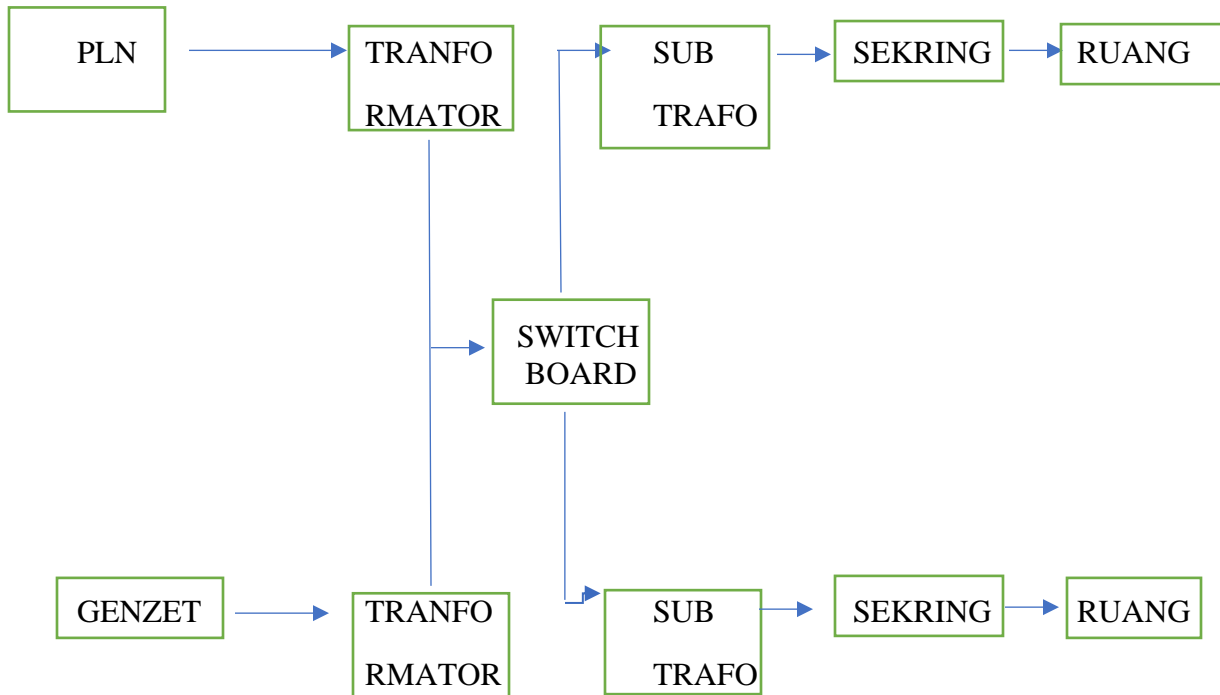 PLN
TRANFO
RMATOR
SUB
TRAFO
SEKRING
RUANG
SWITCH
BOARD
GENZET
TRANFO
RMATOR
SUB
TRAFO
SEKRING
RUANG